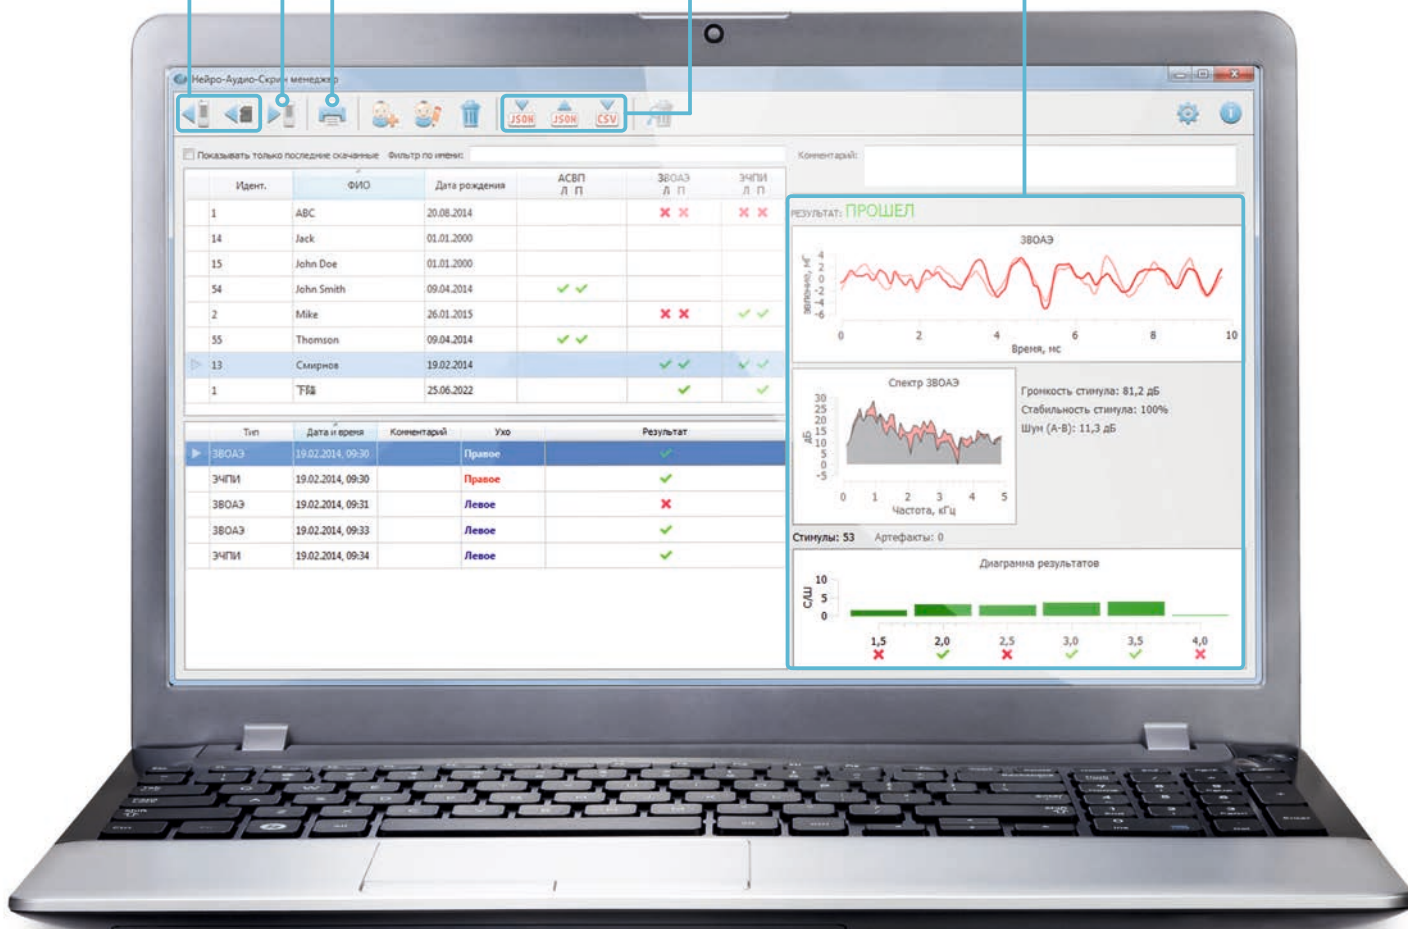 Нейро-Аудио-Скрин менеджер
JSON JSON CSV
Показывать только последние скачанные Фильтр по имени: Комментарий:
Идент. ФИО Дата рождения АСВП Л П ЗВОАЭ Л П ЭЧПИ Л П
1 ABC 20.08.2014
14 Jack 01.01.2000
15 John Doe 01.01.2000
54 John Smith 09.04.2014
2 Mike 26.01.2015
55 Thomson 09.04.2014
13 Смирнов 19.02.2014
1 下降 25.06.2022
Тип Дата и время Комментарий Ухо Результат
ЗВОАЭ 19.02.2014, 09:30 Правое
ЭЧПИ 19.02.2014, 09:30 Правое
ЗВОАЭ 19.02.2014, 09:31 Левое
ЗВОАЭ 19.02.2014, 09:33 Левое
ЭЧПИ 19.02.2014, 09:34 Левое
РЕЗУЛЬТАТ: ПРОШЕЛ
ЗВОАЭ
4
2
0
-2
-4
-6
0 2 4 6 8 10
Время, мс
Спектр ЗВОАЭ
дБ
30
25
20
15
10
5
0
-5
0 1 2 3 4 5
Частота, кГц
Громкость стимула: 81,2 дБ
Стабильность стимула: 100%
Шум (А-В): 11,3 дБ
Стимулы: 53 Артефакты: 0
Диаграмма результатов
С/Ш
10
5
0
1,5 2,0 2,5 3,0 3,5 4,0